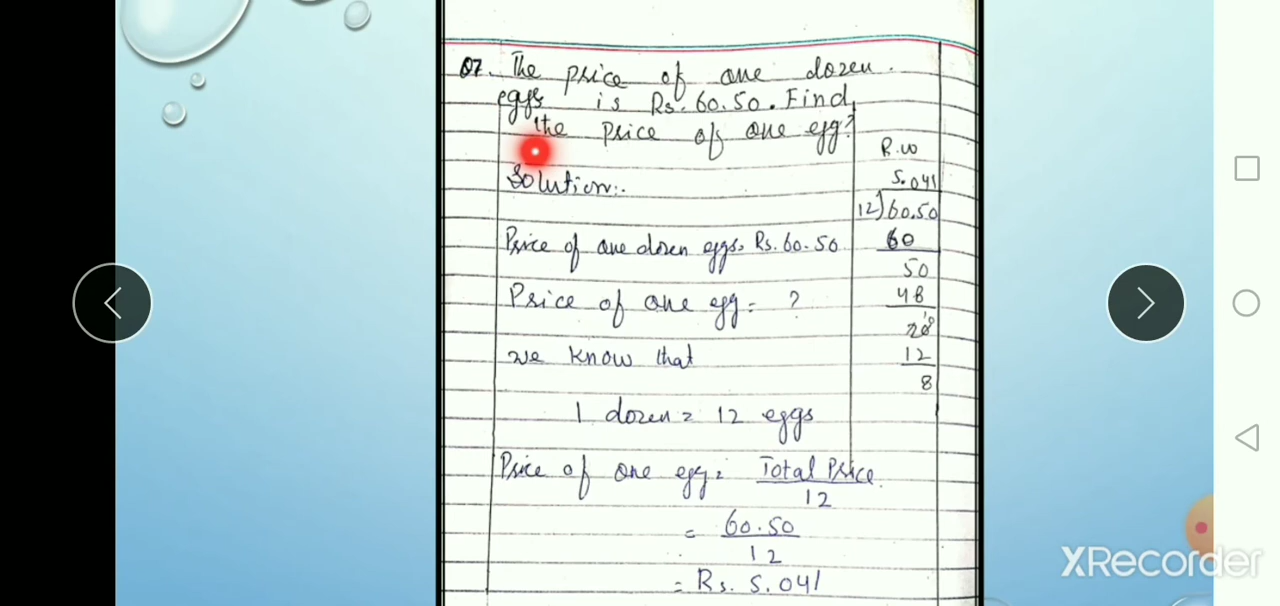 Q7. The price of one dozen
eggs is Rs. 60.50. Find
the price of one egg?
Solution:-
Price of one dozen eggs = Rs. 60.50
Price of one egg = ?
we know that
1 dozen = 12 eggs
Price of one egg = Total Price
12
= 60.50
12
= Rs. 5.041
R.W
5.041
12)60.50
60
50
48
20
12
8
XRecorder